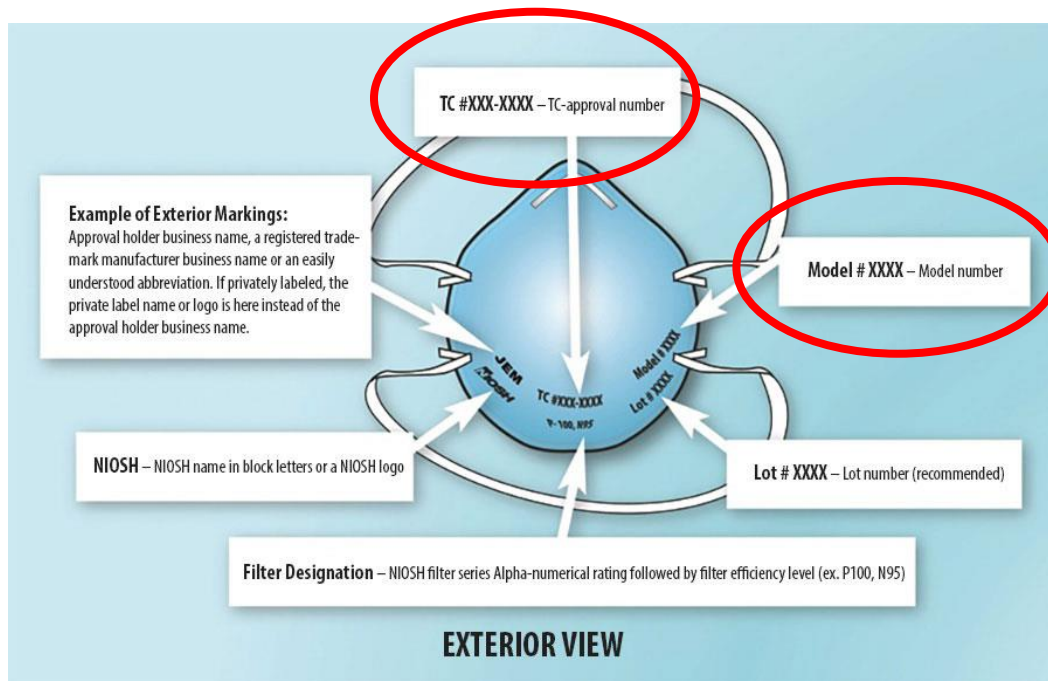 TC #XXX-XXXX – TC-approval number
Example of Exterior Markings:
Approval holder business name, a registered trade-
mark manufacturer business name or an easily
understood abbreviation. If privately labeled, the
private label name or logo is here instead of the
approval holder business name.
Model # XXXX – Model number
JEM
NIOSH
TC #XXX-XXXX
P-100, N95
Model # XXXX
Lot # XXXX
NIOSH – NIOSH name in block letters or a NIOSH logo
Lot # XXXX – Lot number (recommended)
Filter Designation – NIOSH filter series Alpha-numerical rating followed by filter efficiency level (ex. P100, N95)
EXTERIOR VIEW